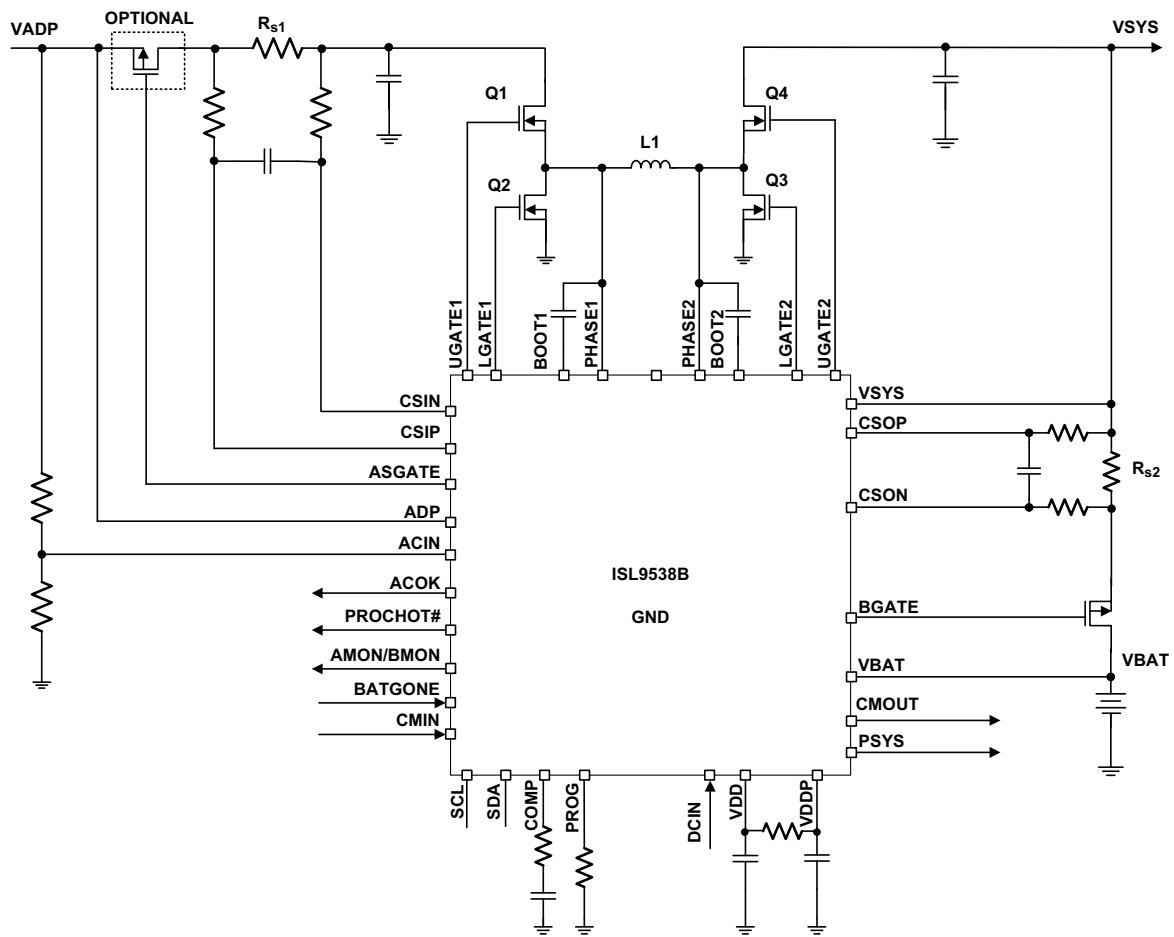 OPTIONAL
VADP
Rs1
VSYS
Q1
Q4
L1
Q2
Q3
UGATE1
LGATE1
BOOT1
PHASE1
PHASE2
BOOT2
LGATE2
UGATE2
CSIN
CSIP
ASGATE
ADP
ACIN
ACOK
PROCHOT#
AMON/BMON
BATGONE
CMIN
ISL9538B
GND
VSYS
CSOP
Rs2
CSON
BGATE
VBAT
VBAT
CMOUT
PSYS
SCL
SDA
COMP
PROG
DCIN
VDD
VDDP